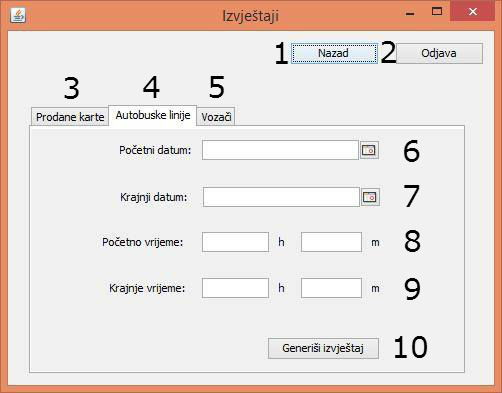 Izvještaji
1 Nazad 2 Odjava
3 4 5
Prodane karte Autobuske linije Vozači
Početni datum: 6
Krajnji datum: 7
Početno vrijeme: h m 8
Krajnje vrijeme: h m 9
Generiši izvještaj 10